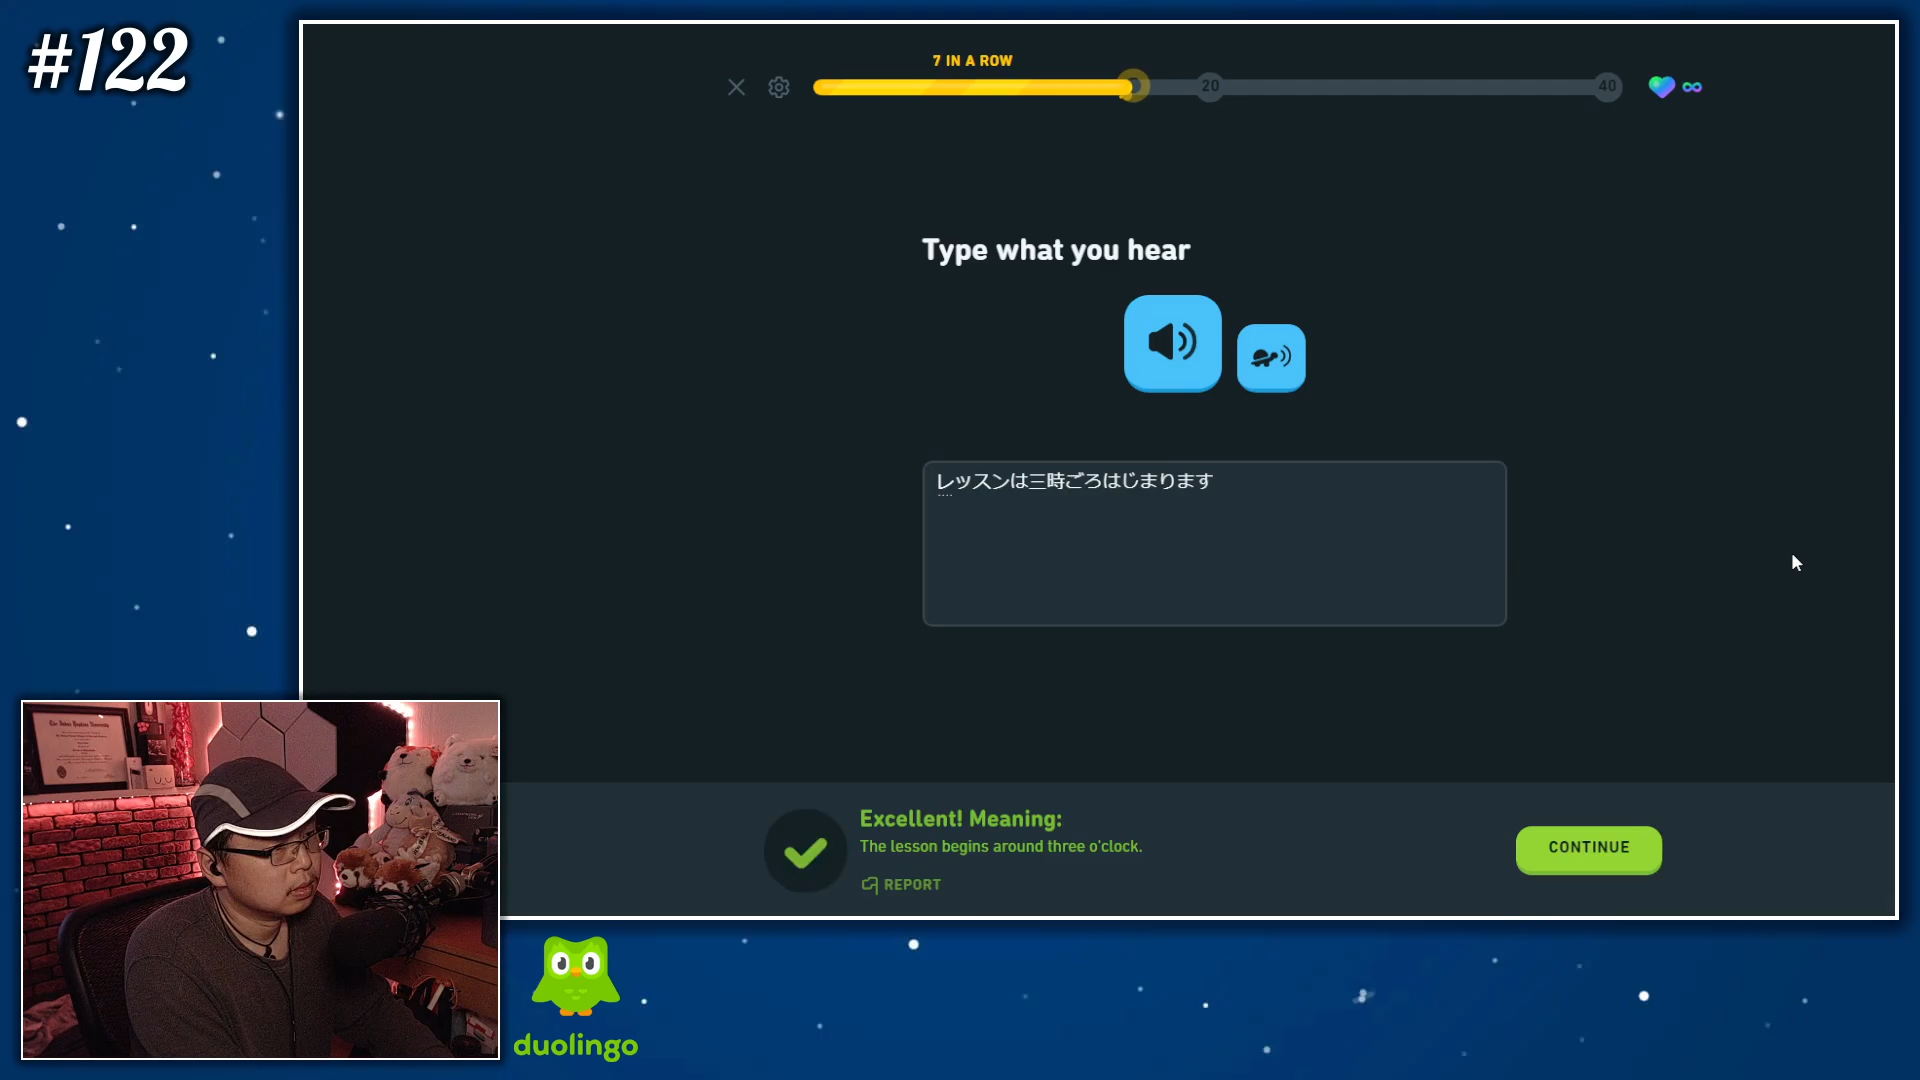 #122
7 IN A ROW
20
40
Type what you hear
レッスンは三時ごろはじまります
Excellent! Meaning:
The lesson begins around three o'clock.
REPORT
CONTINUE
duolingo